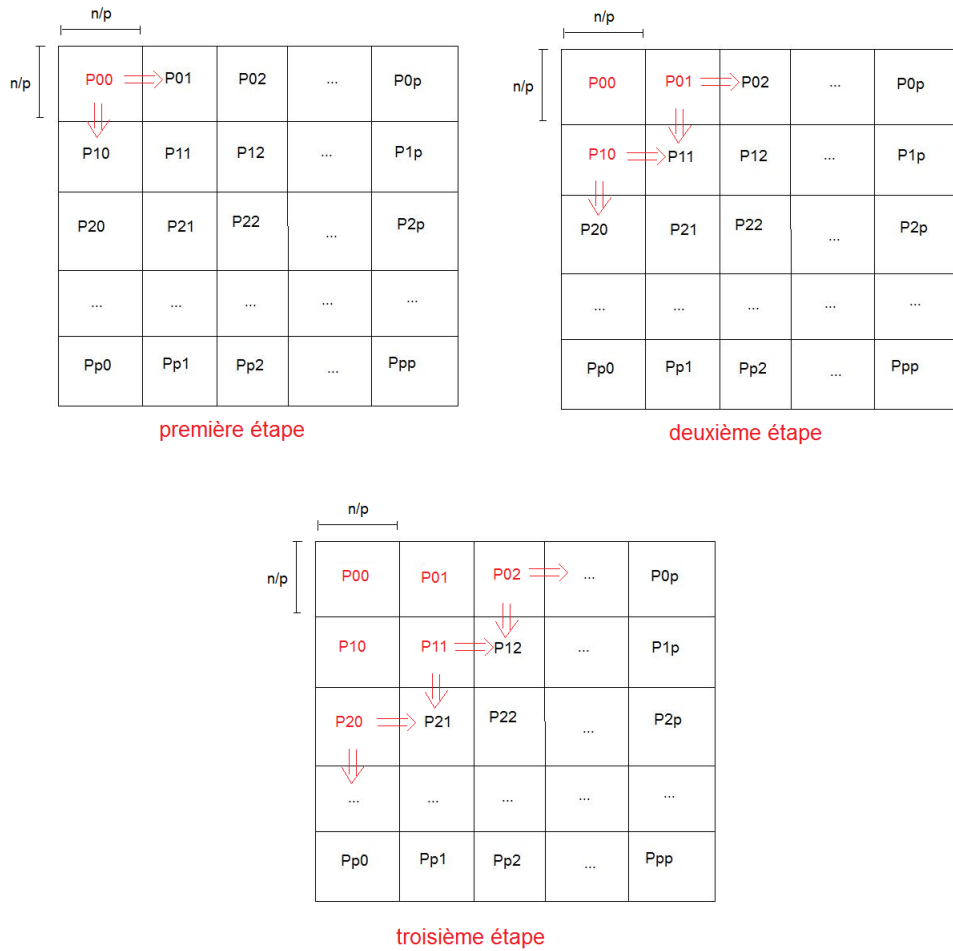 n/p
n/p
P00 P01 P02 ... P0p
P10 P11 P12 ... P1p
P20 P21 P22 ... P2p
... ... ... ... ...
Pp0 Pp1 Pp2 ... Ppp
première étape
n/p
n/p
P00 P01 P02 ... P0p
P10 P11 P12 ... P1p
P20 P21 P22 ... P2p
... ... ... ... ...
Pp0 Pp1 Pp2 ... Ppp
deuxième étape
n/p
n/p
P00 P01 P02 ... P0p
P10 P11 P12 ... P1p
P20 P21 P22 ... P2p
... ... ... ... ...
Pp0 Pp1 Pp2 ... Ppp
troisième étape